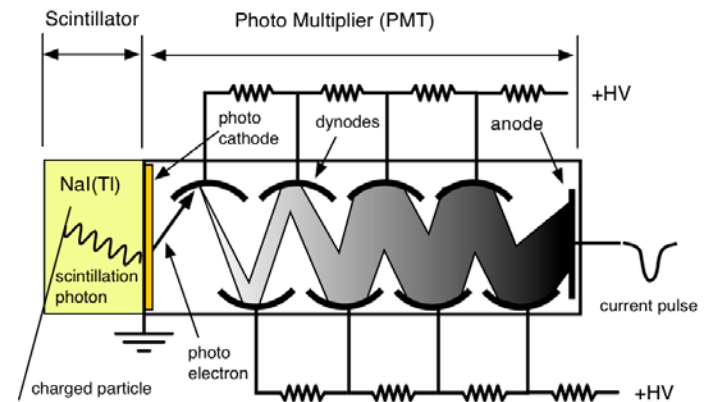 Scintillator
Photo Multiplier (PMT)
+HV
photo
cathode
dynodes
anode
NaI(Tl)
scintillation
photon
current pulse
photo
electron
charged particle
+HV